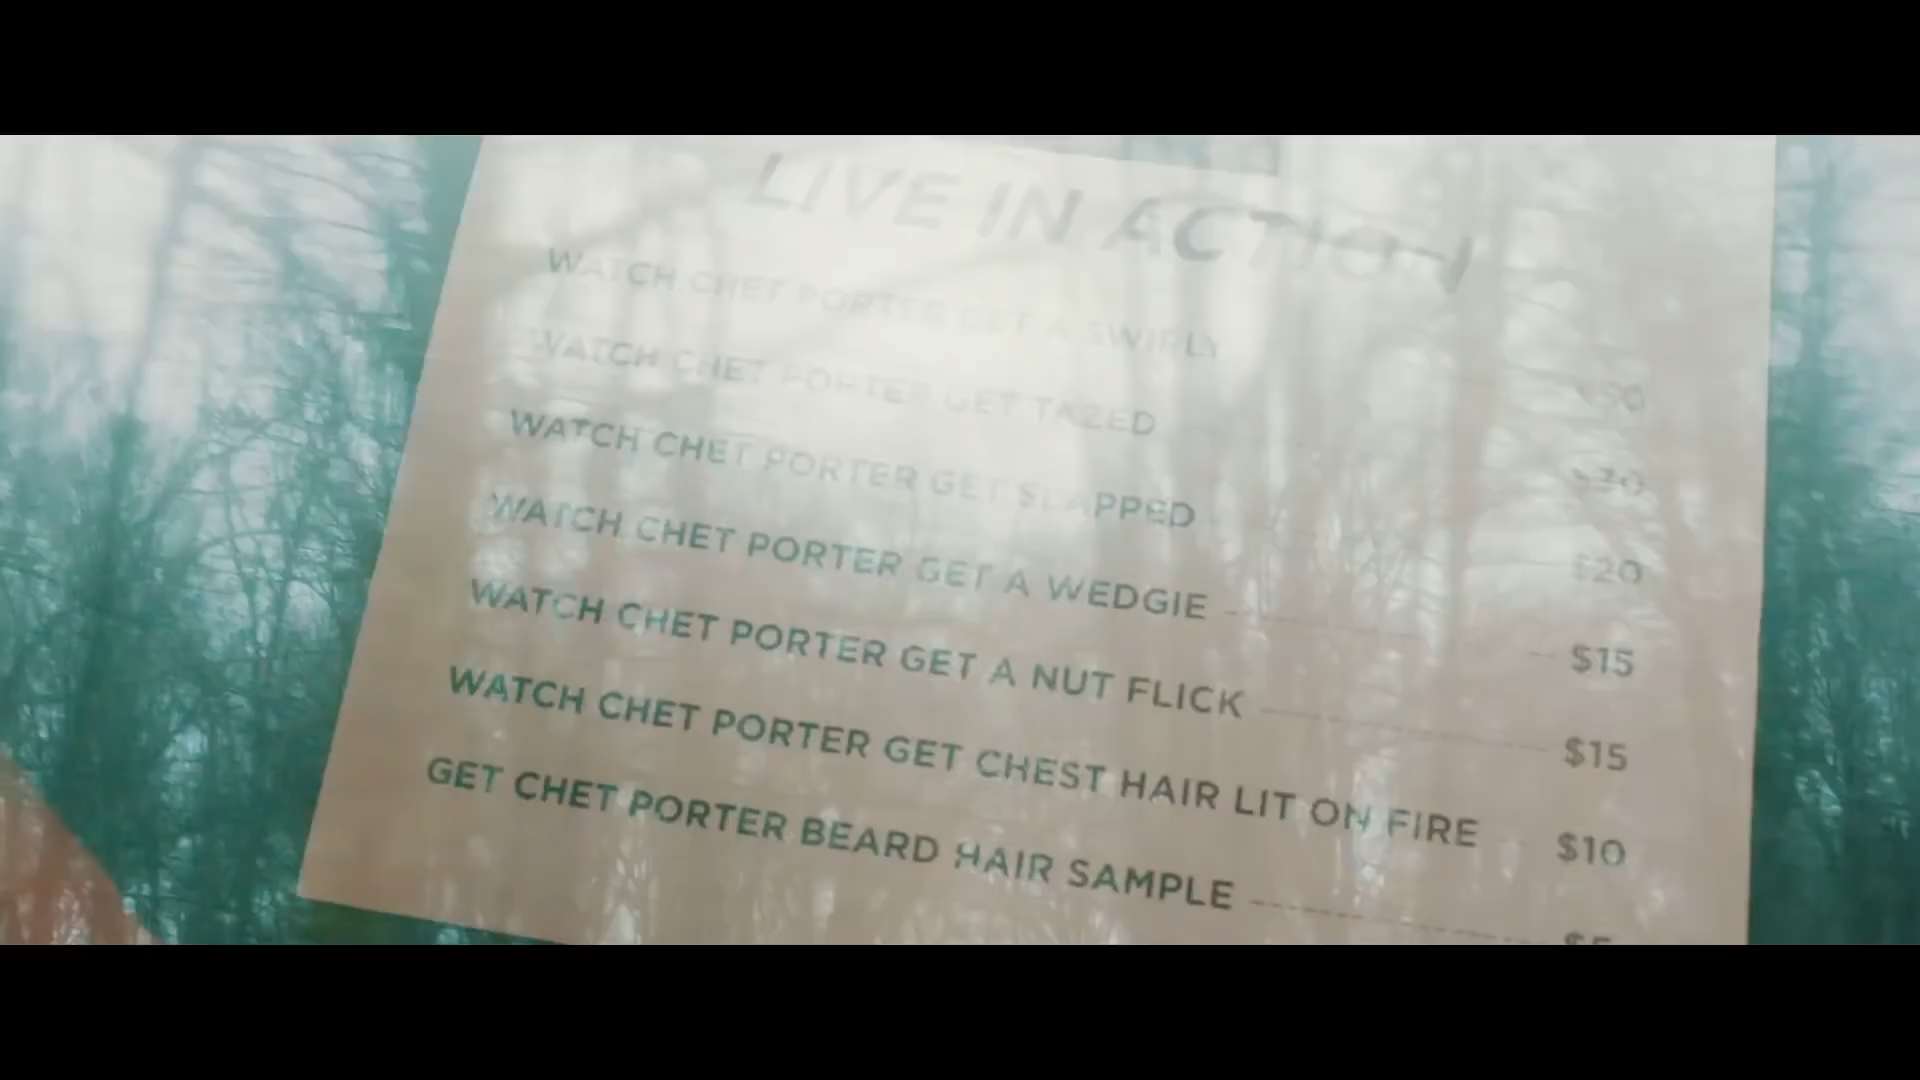 LIVE IN ACTION
WATCH CHET PORTER GET A SWIRLY
WATCH CHET PORTER GET TAZED $30
WATCH CHET PORTER GET SLAPPED $20
WATCH CHET PORTER GET A WEDGIE $15
WATCH CHET PORTER GET A NUT FLICK $15
WATCH CHET PORTER GET CHEST HAIR LIT ON FIRE $10
GET CHET PORTER BEARD HAIR SAMPLE